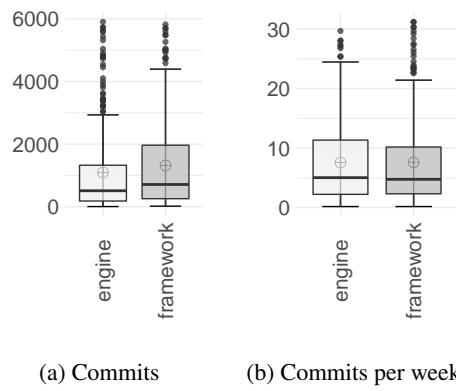 6000
4000
2000
0
engine
framework
(a) Commits
30
20
10
0
engine
framework
(b) Commits per week